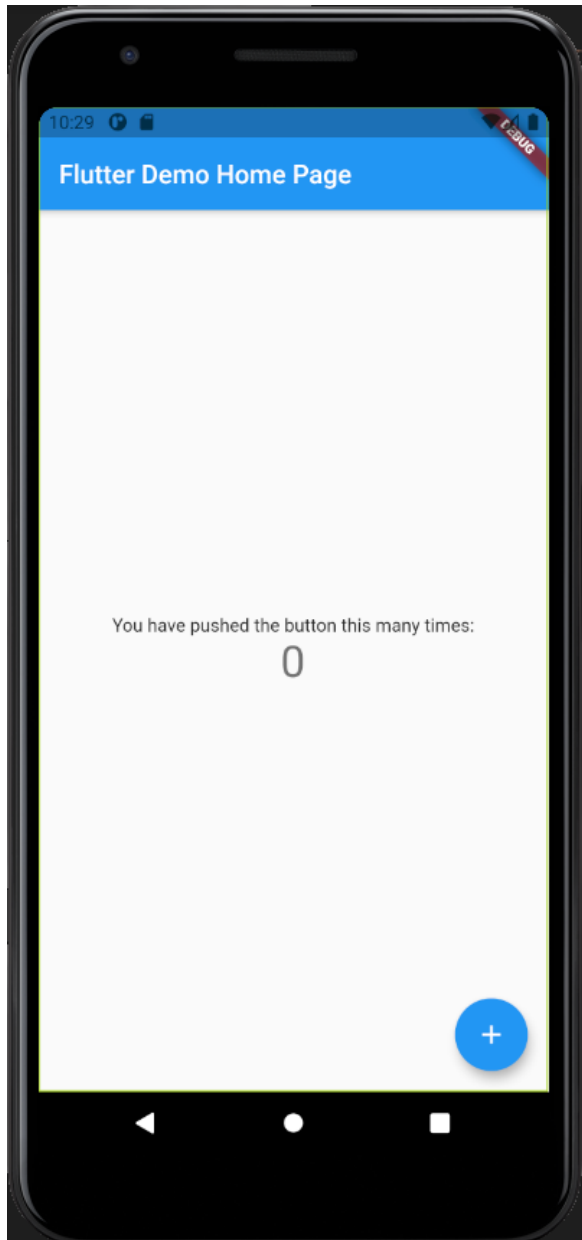 10:29
DEBUG
Flutter Demo Home Page
You have pushed the button this many times:
0
+